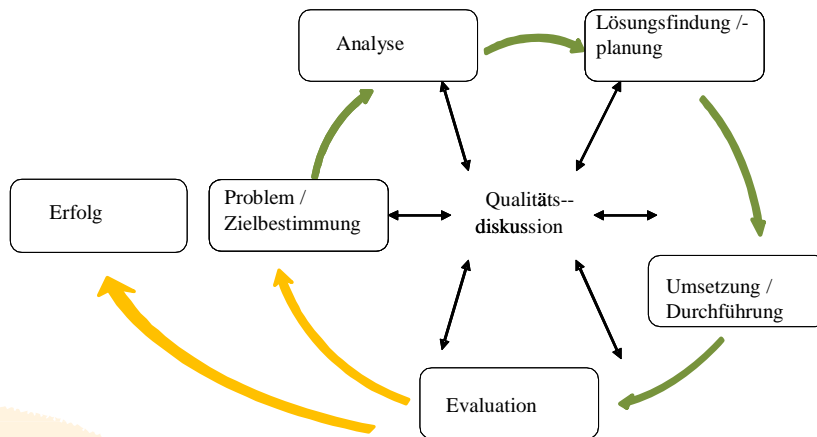 Analyse
Lösungsfindung /-
planung
Erfolg
Problem /
Zielbestimmung
Qualitäts--
diskussion
Umsetzung /
Durchführung
Evaluation